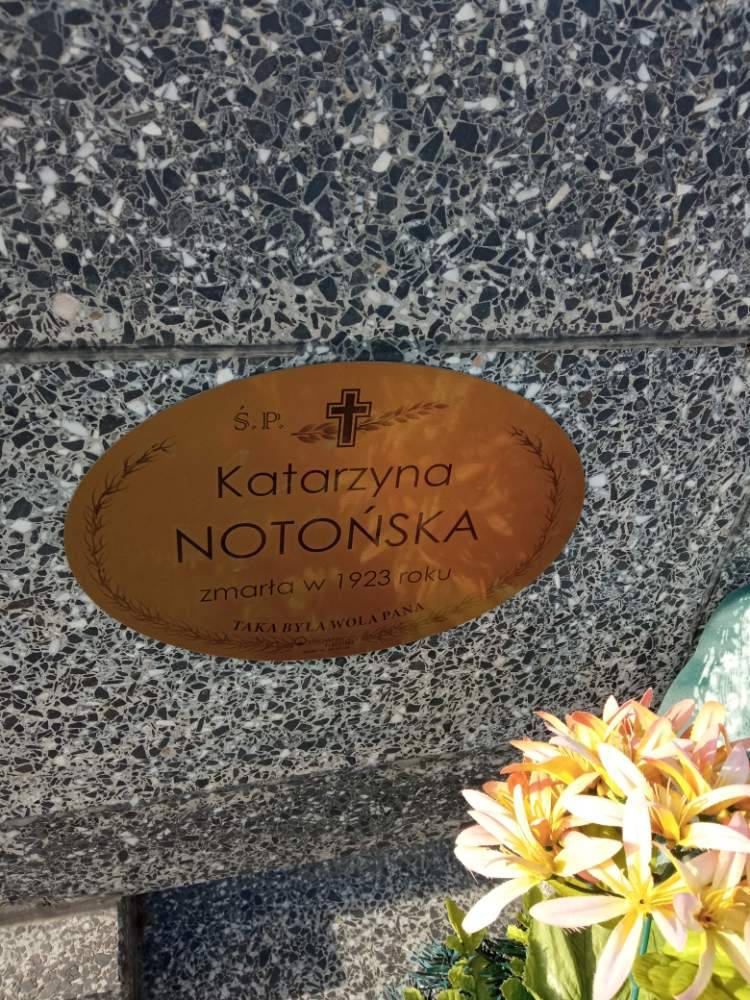 Ś.P.
Katarzyna
NOTOŃSKA
zmarła w 1923 roku
TAKA BYŁA WOLA PANA